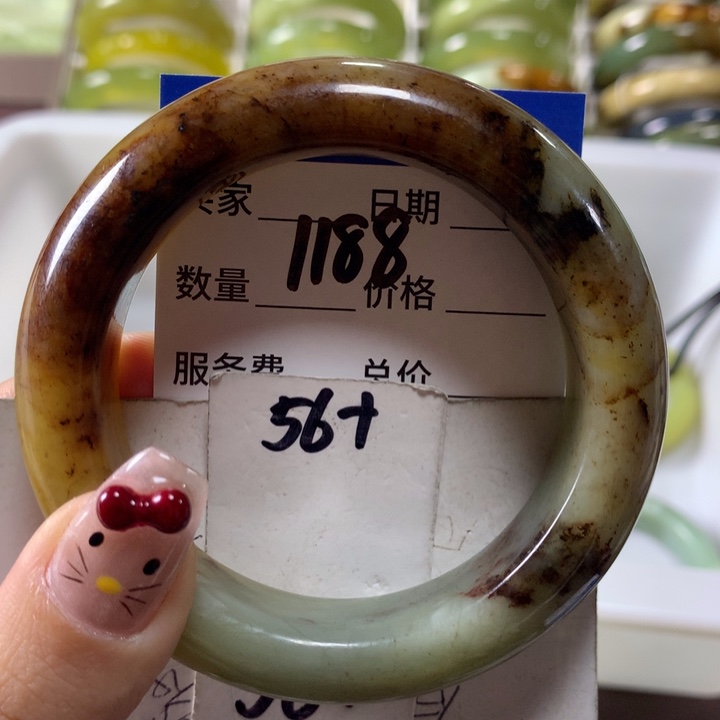 家 日期
1188
数量 价格
服务费 总价
56+